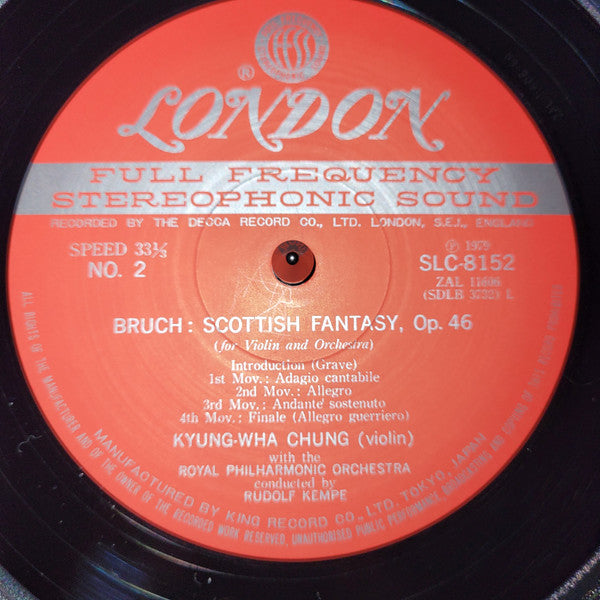 ffss
® LONDON
FULL FREQUENCY
STEREOPHONIC SOUND
RECORDED BY THE DECCA RECORD CO., LTD. LONDON, S.E.I., ENGLAND
SPEED 33⅓
NO. 2
Ⓟ 1979
SLC-8152
ZAL 11606
(SDLB 3732) L
BRUCH : SCOTTISH FANTASY, Op. 46
(for Violin and Orchestra)
Introduction (Grave)
1st Mov.: Adagio cantabile
2nd Mov.: Allegro
3rd Mov.: Andante sostenuto
4th Mov.: Finale (Allegro guerriero)
KYUNG-WHA CHUNG (violin)
with the
ROYAL PHILHARMONIC ORCHESTRA
conducted by
RUDOLF KEMPE
MANUFACTURED BY KING RECORD CO., LTD. TOKYO, JAPAN
ALL RIGHTS OF THE MANUFACTURER AND OF THE OWNER OF THE RECORDED WORK RESERVED. UNAUTHORISED PUBLIC PERFORMANCE, BROADCASTING AND COPYING OF THIS RECORD PROHIBITED